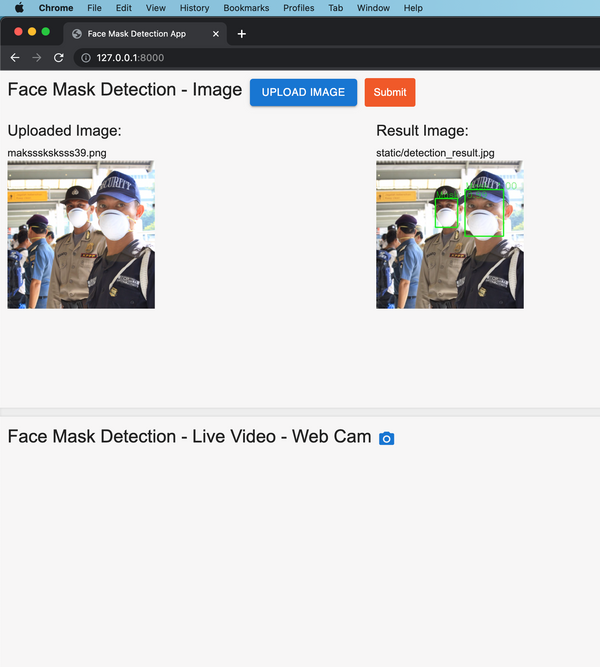 Chrome File Edit View History Bookmarks Profiles Tab Window Help
Face Mask Detection App
127.0.0.1:8000
Face Mask Detection - Image UPLOAD IMAGE Submit
Uploaded Image: Result Image:
maksssksksss39.png static/detection_result.jpg
SECURITY
Face Mask Detection - Live Video - Web Cam